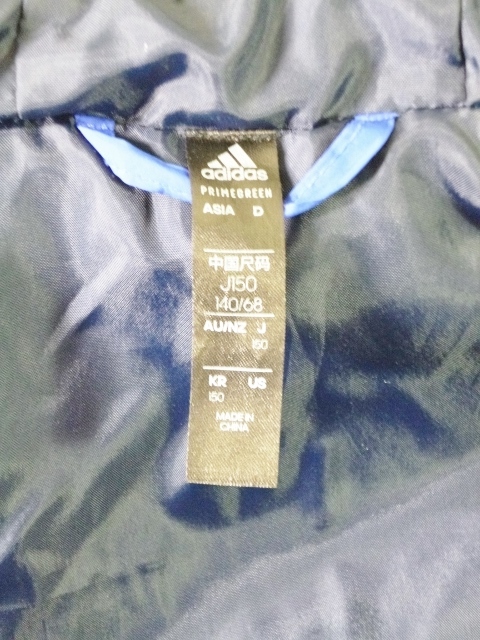 adidas
PRIMEGREEN
ASIA D
中国尺码
J150
140/68
AU/NZ J
150
KR US
150
MADE IN
CHINA